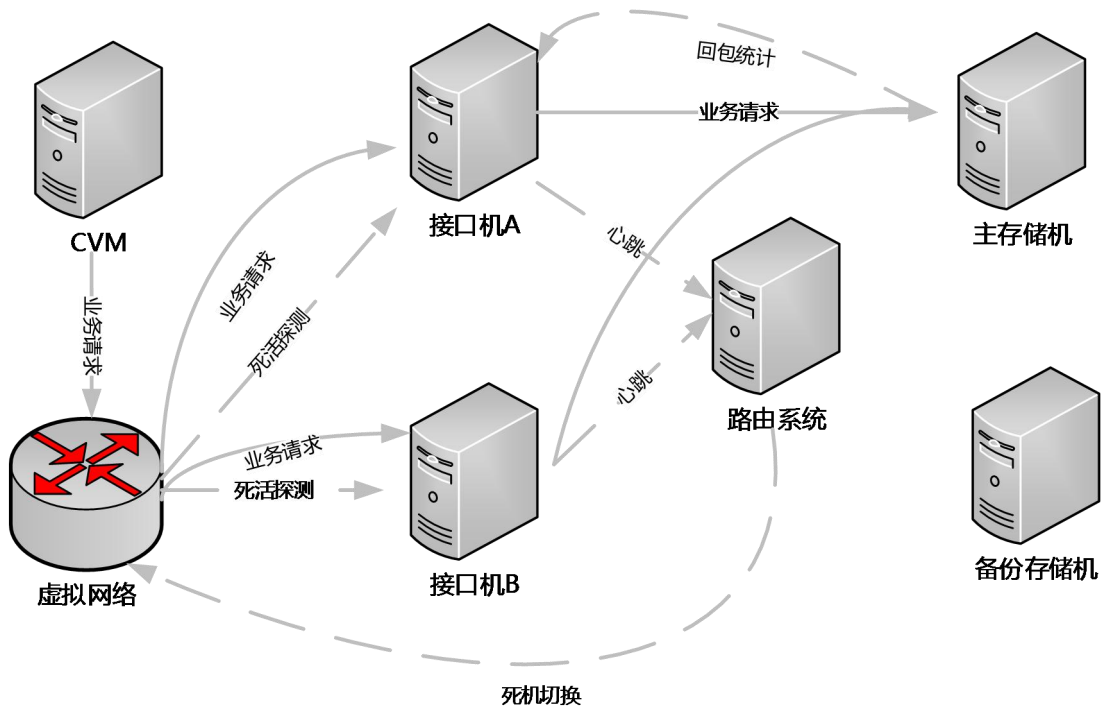 回包统计
业务请求
接口机A
CVM
主存储机
心跳
业务请求
业务请求
死活探测
心跳
路由系统
业务请求
死活探测
虚拟网络
接口机B
备份存储机
死机切换